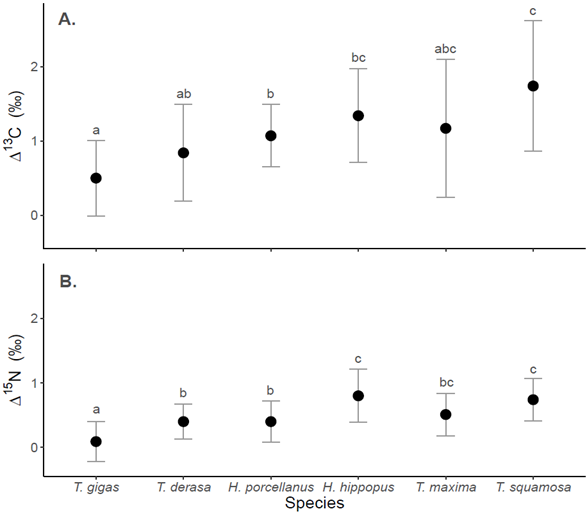 A.
a ab b bc abc c
2
1
0
Δ13C (‰)
B.
a b b c bc c
2
1
0
Δ15N (‰)
T. gigas T. derasa H. porcellanus H. hippopus T. maxima T. squamosa
Species